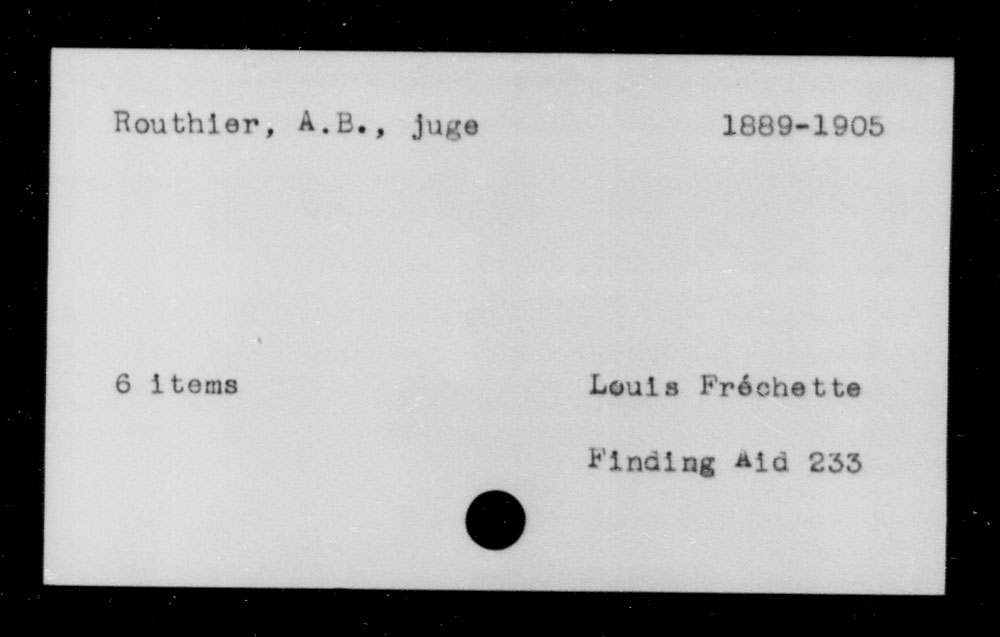 Routhier, A.B., juge 1889-1905
6 items Louis Fréchette
Finding Aid 233